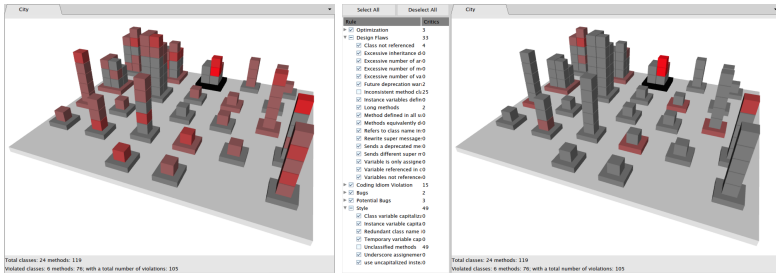 City
Total classes: 24 methods: 119
Violated classes: 6 methods: 76; with a total number of violations: 105
Select All
Deselect All
Rule Critics
Optimization 3
Design Flaws 33
Class not referenced 4
Excessive inheritance d 0
Excessive number of ar 0
Excessive number of m 0
Excessive number of va 0
Future deprecation war 2
Inconsistent method cl 25
Instance variables defin 0
Long methods 2
Method defined in all su 0
Methods equivalently d 0
Refers to class name in 0
Rewrite super message 0
Sends a deprecated me 0
Sends different super m 0
Variable is only assigne 0
Variable referenced in o 0
Variables not reference 0
Coding Idiom Violation 15
Bugs 2
Potential Bugs 3
Style 49
Class variable capitaliz 0
Instance variable capita 0
Redundant class name i 0
Temporary variable cap 0
Unclassified methods 49
Underscore assignemen 0
use uncapitalized inste 0
City
Total classes: 24 methods: 119
Violated classes: 6 methods: 76; with a total number of violations: 105